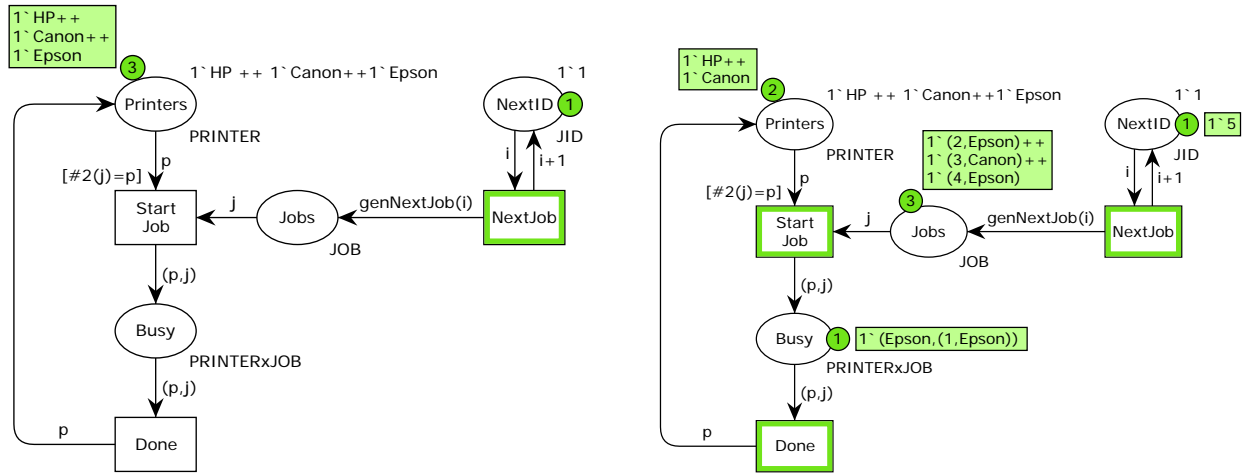 1`HP++
1`Canon++
1`Epson
3
1`HP ++ 1`Canon++1`Epson
Printers
PRINTER
1`1
NextID
1
JID
p
i
i+1
[#2(j)=p]
Start
Job
j
Jobs
JOB
genNextJob(i)
NextJob
(p,j)
Busy
PRINTERxJOB
(p,j)
p
Done
1`HP++
1`Canon
2
1`HP ++ 1`Canon++1`Epson
Printers
PRINTER
1`1
NextID
1
1`5
JID
1`(2,Epson)++
1`(3,Canon)++
1`(4,Epson)
p
i
i+1
[#2(j)=p]
3
Start
Job
j
Jobs
JOB
genNextJob(i)
NextJob
(p,j)
Busy
1
1`(Epson,(1,Epson))
PRINTERxJOB
(p,j)
p
Done